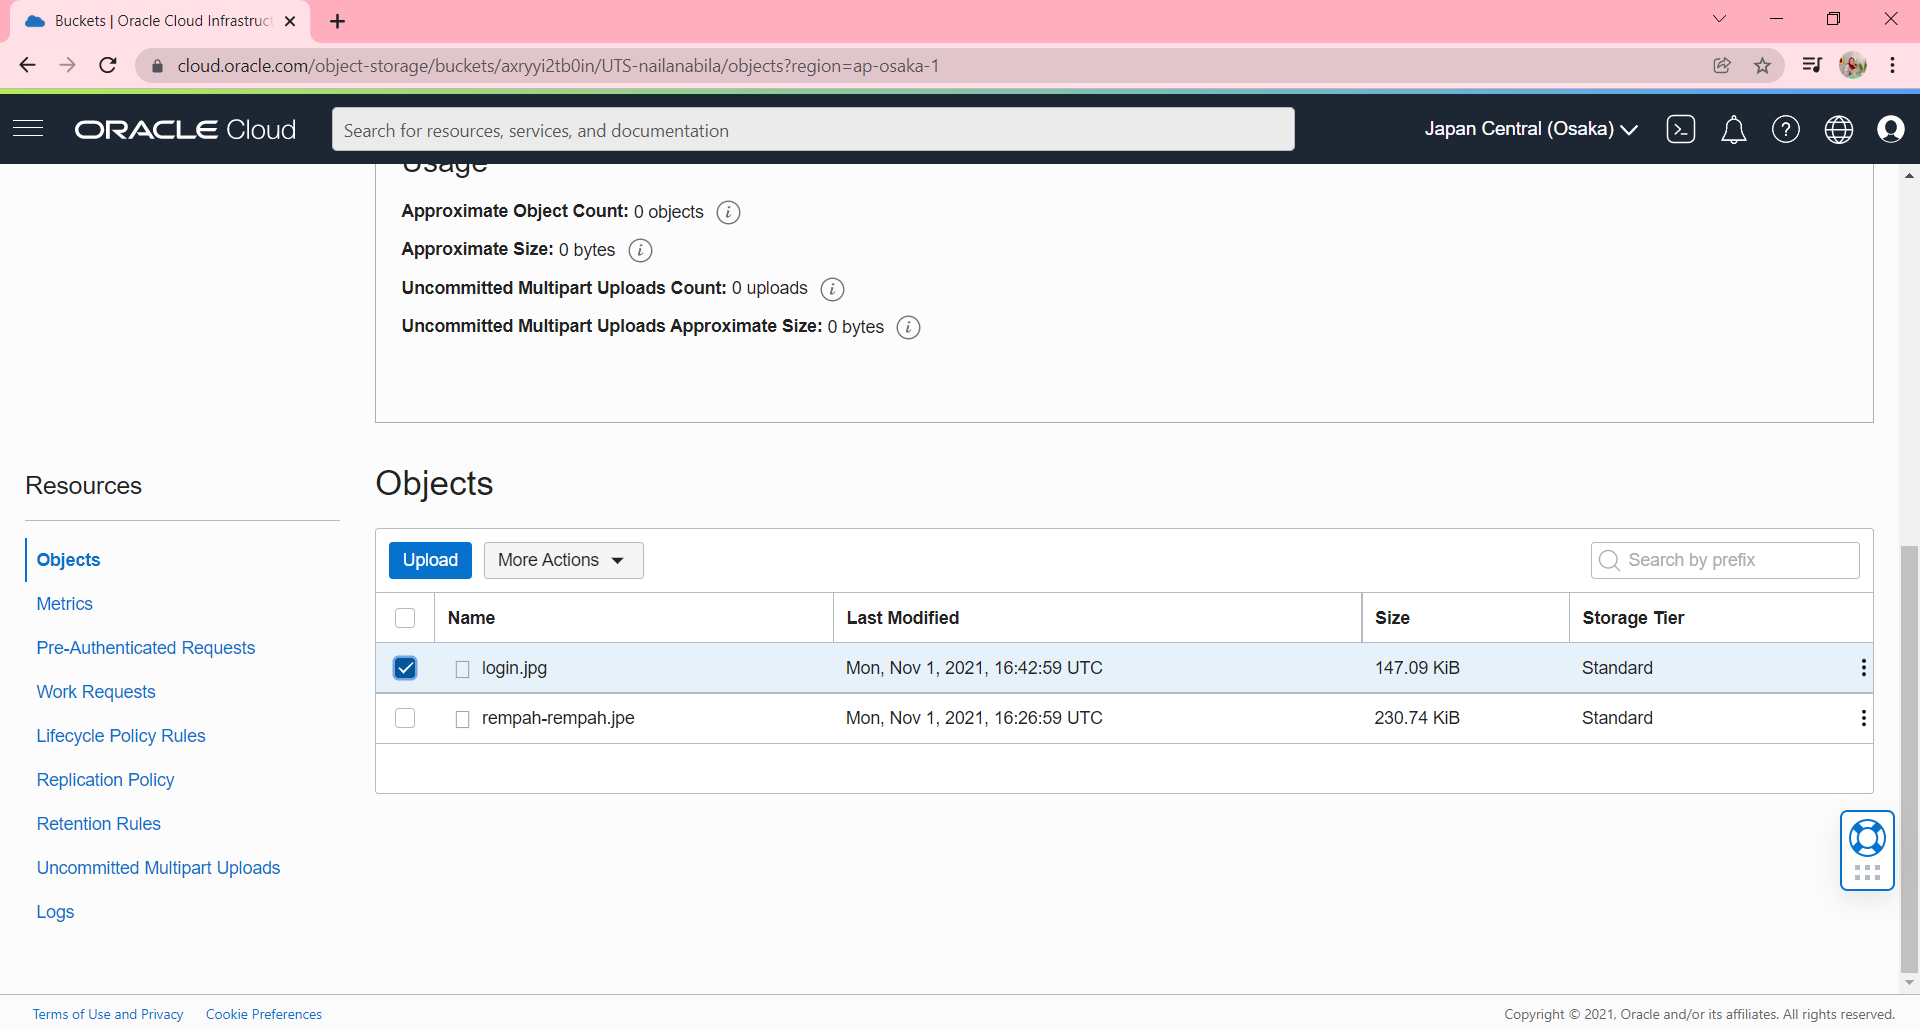 Buckets | Oracle Cloud Infrastruct
cloud.oracle.com/object-storage/buckets/axryyi2tb0in/UTS-nailanabila/objects?region=ap-osaka-1
ORACLE Cloud
Search for resources, services, and documentation
Japan Central (Osaka)
Usage
Approximate Object Count: 0 objects
Approximate Size: 0 bytes
Uncommitted Multipart Uploads Count: 0 uploads
Uncommitted Multipart Uploads Approximate Size: 0 bytes
Resources
Objects
Metrics
Pre-Authenticated Requests
Work Requests
Lifecycle Policy Rules
Replication Policy
Retention Rules
Uncommitted Multipart Uploads
Logs
Objects
Upload More Actions
Search by prefix
Name Last Modified Size Storage Tier
login.jpg Mon, Nov 1, 2021, 16:42:59 UTC 147.09 KiB Standard
rempah-rempah.jpe Mon, Nov 1, 2021, 16:26:59 UTC 230.74 KiB Standard
Terms of Use and Privacy Cookie Preferences
Copyright © 2021, Oracle and/or its affiliates. All rights reserved.